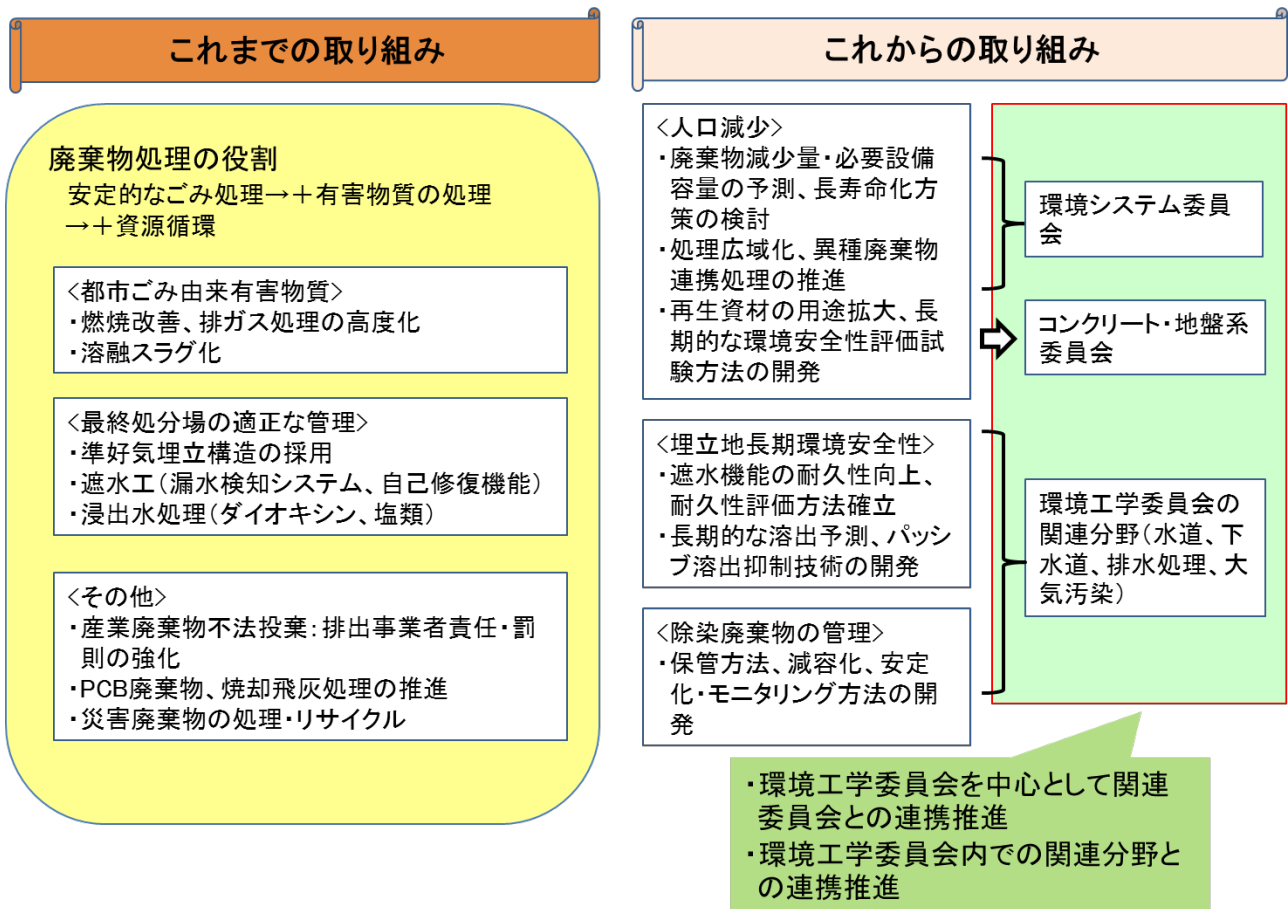 これまでの取り組み
廃棄物処理の役割
安定的なごみ処理→＋有害物質の処理
→＋資源循環
<都市ごみ由来有害物質>
・燃焼改善、排ガス処理の高度化
・溶融スラグ化
<最終処分場の適正な管理>
・準好気埋立構造の採用
・遮水工(漏水検知システム、自己修復機能)
・浸出水処理(ダイオキシン、塩類)
<その他>
・産業廃棄物不法投棄:排出事業者責任・罰
則の強化
・PCB廃棄物、焼却飛灰処理の推進
・災害廃棄物の処理・リサイクル
これからの取り組み
<人口減少>
・廃棄物減少量・必要設備
容量の予測、長寿命化方
策の検討
・処理広域化、異種廃棄物
連携処理の推進
・再生資材の用途拡大、長
期的な環境安全性評価試
験方法の開発
<埋立地長期環境安全性>
・遮水機能の耐久性向上、
耐久性評価方法確立
・長期的な溶出予測、パッシ
ブ溶出抑制技術の開発
<除染廃棄物の管理>
・保管方法、減容化、安定
化・モニタリング方法の開
発
環境システム委員
会
コンクリート・地盤系
委員会
環境工学委員会の
関連分野(水道、下
水道、排水処理、大
気汚染)
・環境工学委員会を中心として関連
委員会との連携推進
・環境工学委員会内での関連分野と
の連携推進